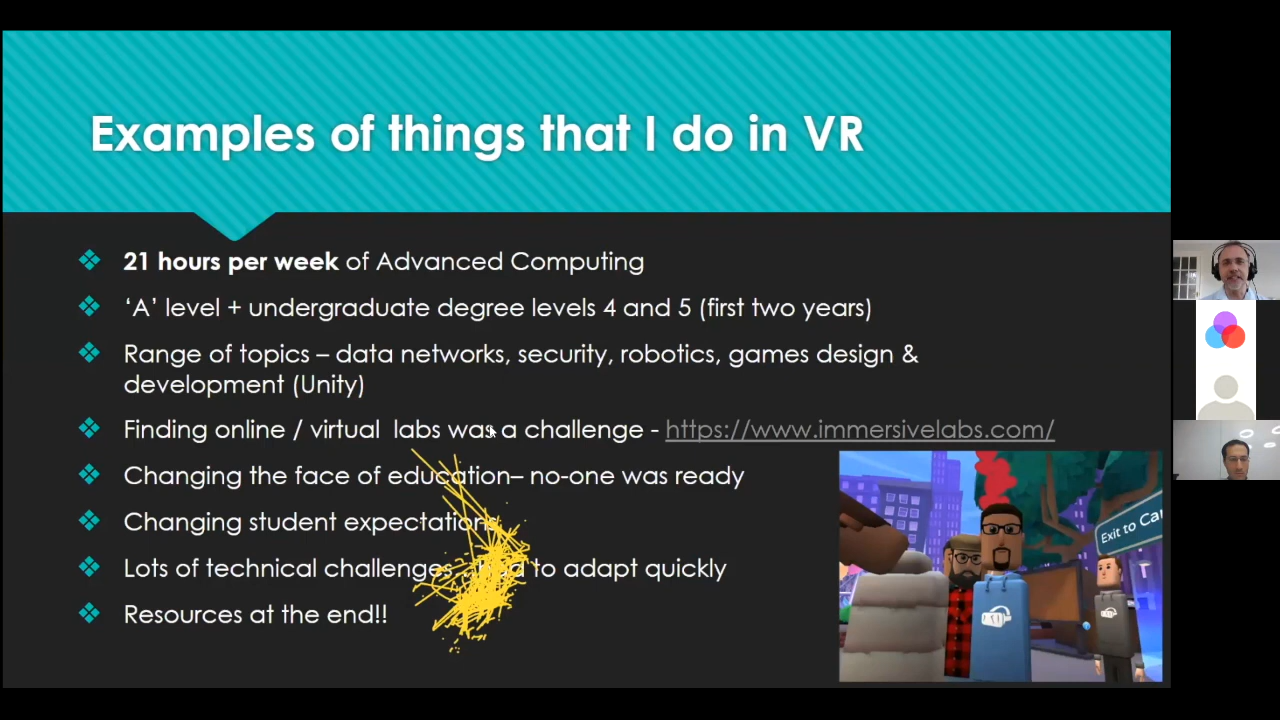 Examples of things that I do in VR
21 hours per week of Advanced Computing
‘A’ level + undergraduate degree levels 4 and 5 (first two years)
Range of topics – data networks, security, robotics, games design &
development (Unity)
Finding online / virtual  labs was a challenge - https://www.immersivelabs.com/
Changing the face of education– no-one was ready
Changing student expectations
Lots of technical challenges to adapt quickly
Resources at the end!!
Exit to